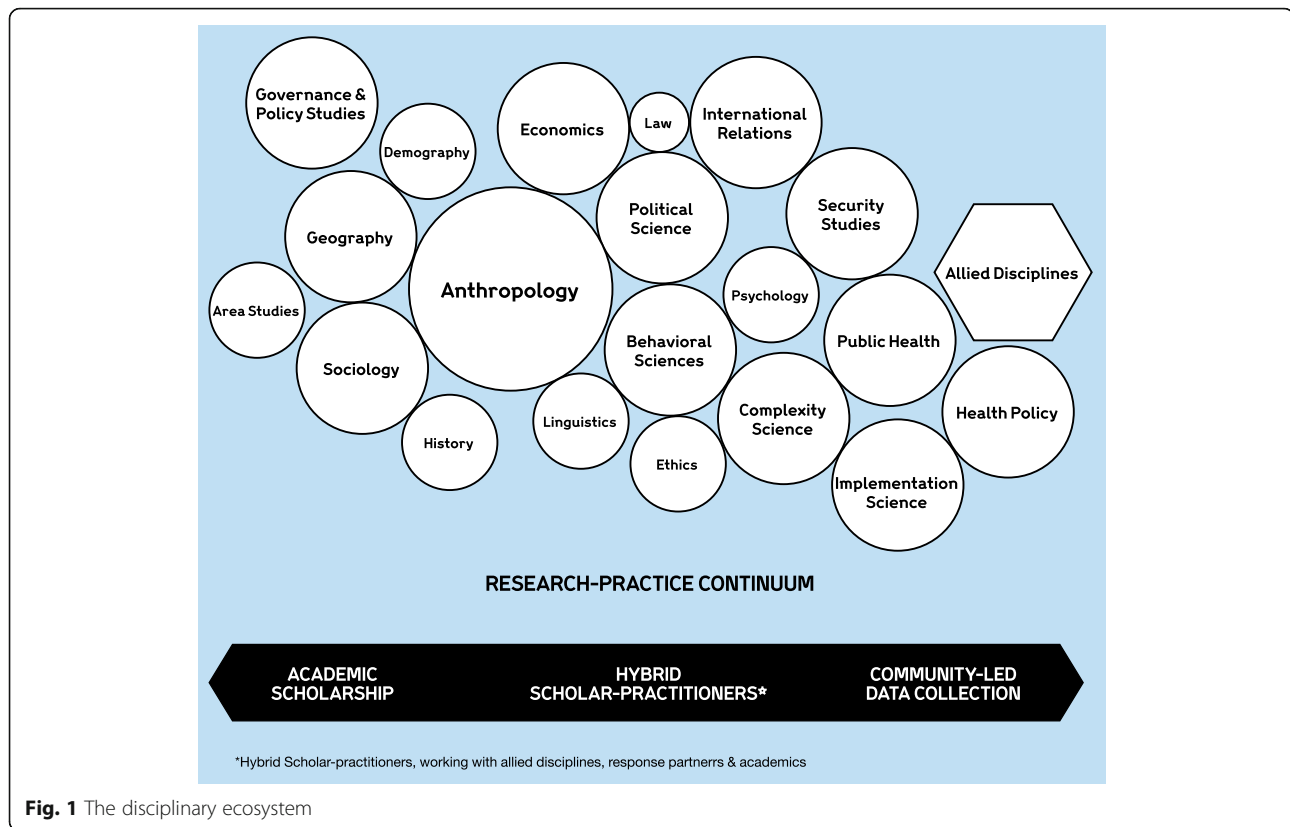 Governance &
Policy Studies
Demography
Economics
Law
International
Relations
Geography
Political
Science
Security
Studies
Allied Disciplines
Anthropology
Area Studies
Psychology
Sociology
Behavioral
Sciences
Public Health
History
Linguistics
Ethics
Complexity
Science
Health Policy
Implementation
Science
RESEARCH-PRACTICE CONTINUUM
ACADEMIC
SCHOLARSHIP
HYBRID
SCHOLAR-PRACTITIONERS*
COMMUNITY-LED
DATA COLLECTION
*Hybrid Scholar-practitioners, working with allied disciplines, response partnerrs & academics
Fig. 1 The disciplinary ecosystem